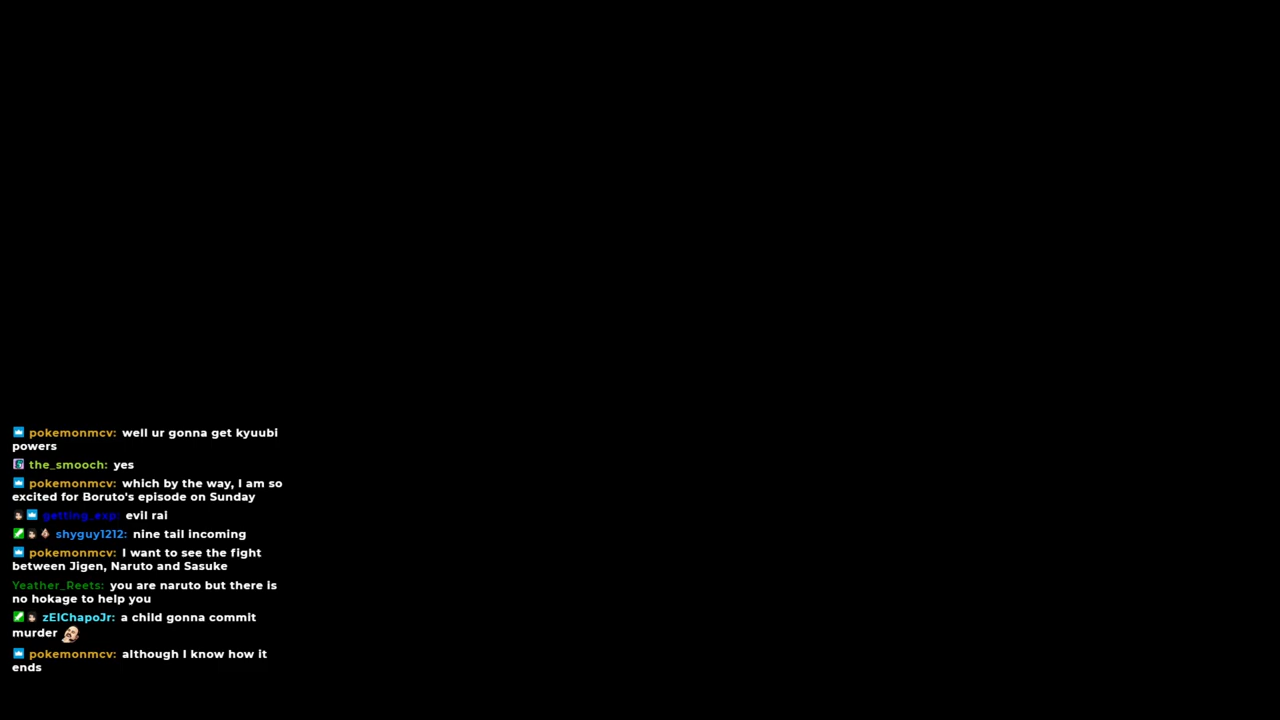 pokemonmcv: well ur gonna get kyuubi
powers
the_smooch: yes
pokemonmcv: which by the way, I am so
excited for Boruto's episode on Sunday
getting_exp: evil rai
shyguy1212: nine tail incoming
pokemonmcv: I want to see the fight
between Jigen, Naruto and Sasuke
Yeather_Reets: you are naruto but there is
no hokage to help you
zElChapoJr: a child gonna commit
murder
pokemonmcv: although I know how it
ends